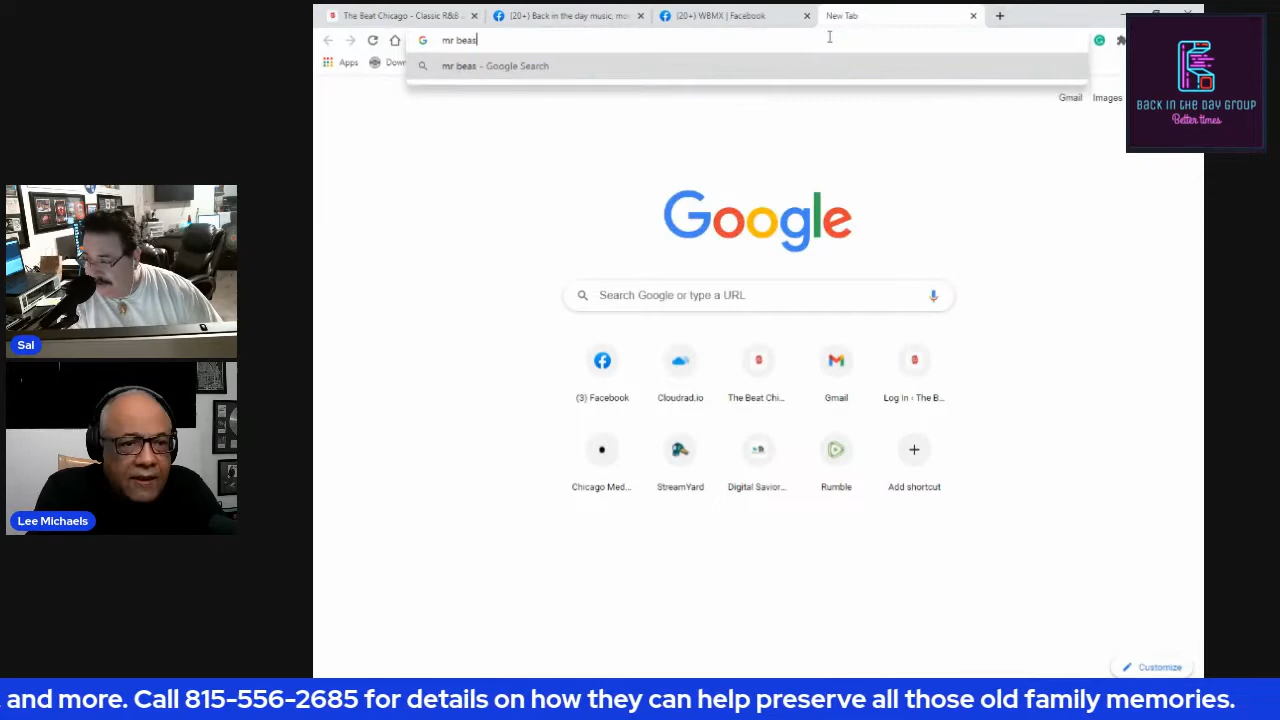 The Beat Chicago - Classic R&B
(20+) Back in the day music, mo
(20+) WBMX | Facebook
New Tab
mr beas
Apps
Down
mr beas - Google Search
Gmail Images
BACK IN THE DAY GROUP
Better times
Google
Search Google or type a URL
(3) Facebook
Cloudrad.io
The Beat Chi...
Gmail
Log In ‹ The B...
Chicago Med...
StreamYard
Digital Savior...
Rumble
Add shortcut
Sal
Lee Michaels
Customize
and more. Call 815-556-2685 for details on how they can help preserve all those old family memories.